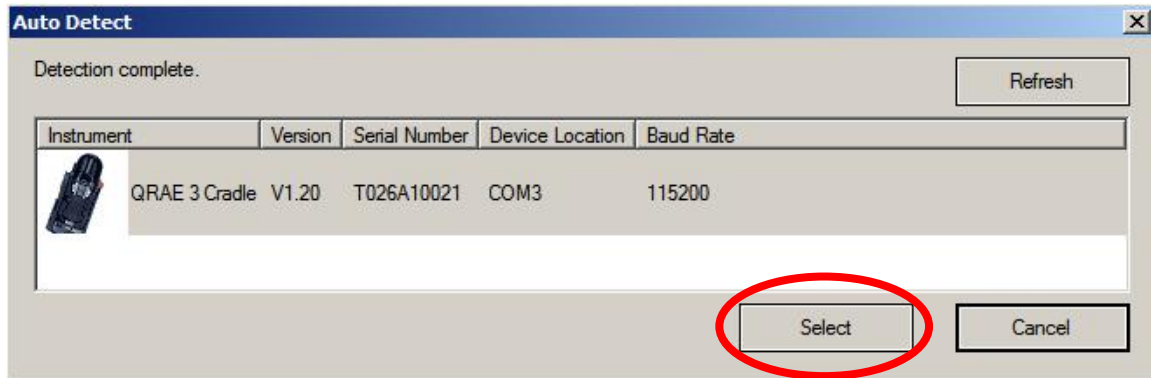 Auto Detect
Detection complete.
Refresh
Instrument Version Serial Number Device Location Baud Rate
QRAE 3 Cradle V1.20 T026A10021 COM3 115200
Select Cancel